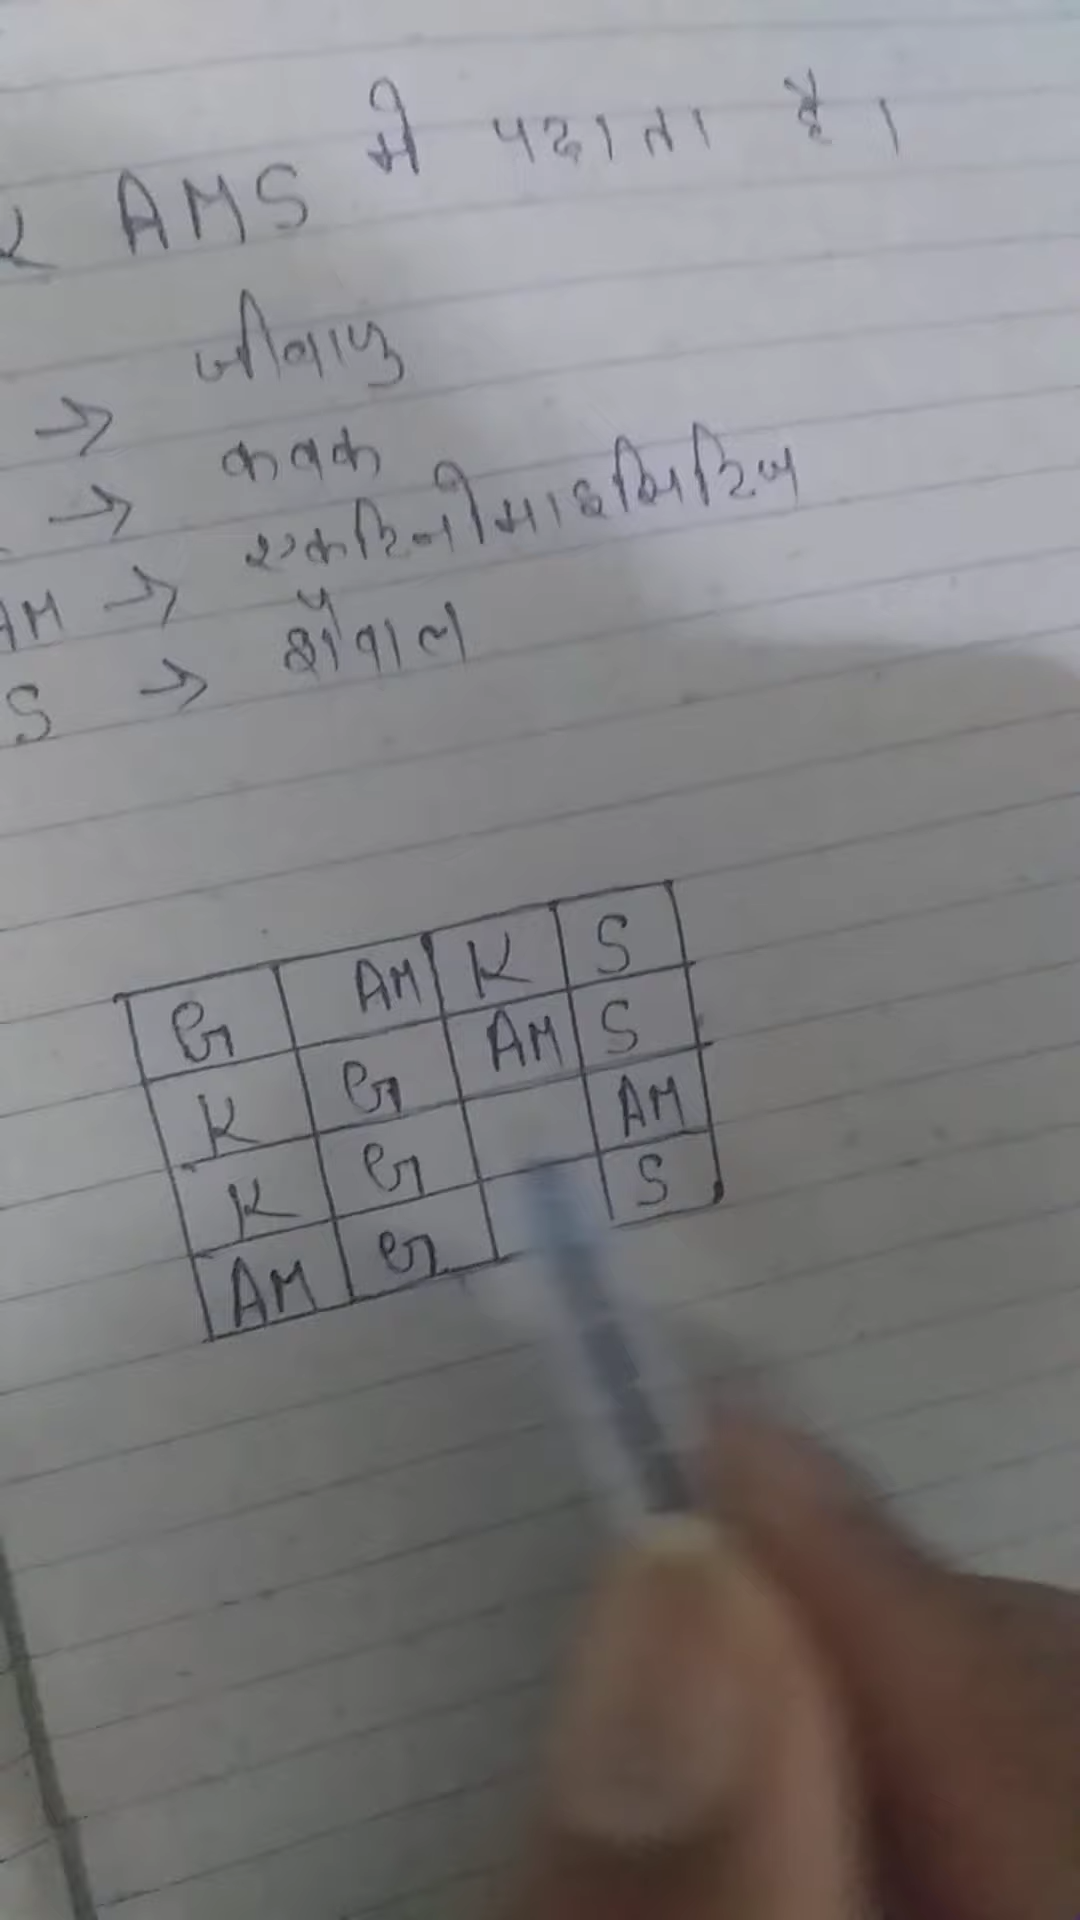 AMS में पढ़ाता है।
→ जीवाणु
→ कवक
AM → एक्टिनोमाइसिटिज
S → शैवाल
AM K S
K AM S
K AM
AM S